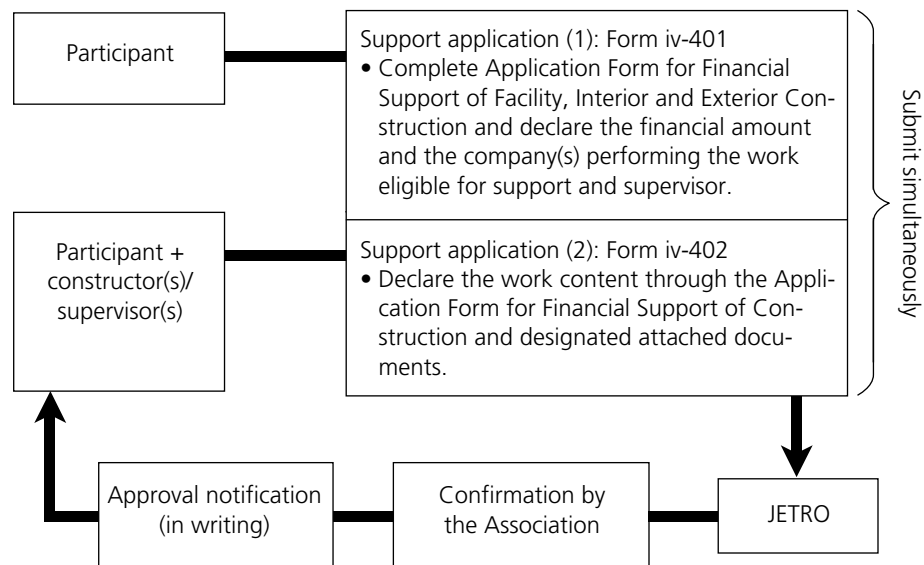 Participant
Support application (1): Form iv-401
• Complete Application Form for Financial
Support of Facility, Interior and Exterior Con-
struction and declare the financial amount
and the company(s) performing the work
eligible for support and supervisor.
Submit simultaneously
Participant +
constructor(s)/
supervisor(s)
Support application (2): Form iv-402
• Declare the work content through the Appli-
cation Form for Financial Support of Con-
struction and designated attached docu-
ments.
Approval notification
(in writing)
Confirmation by
the Association
JETRO